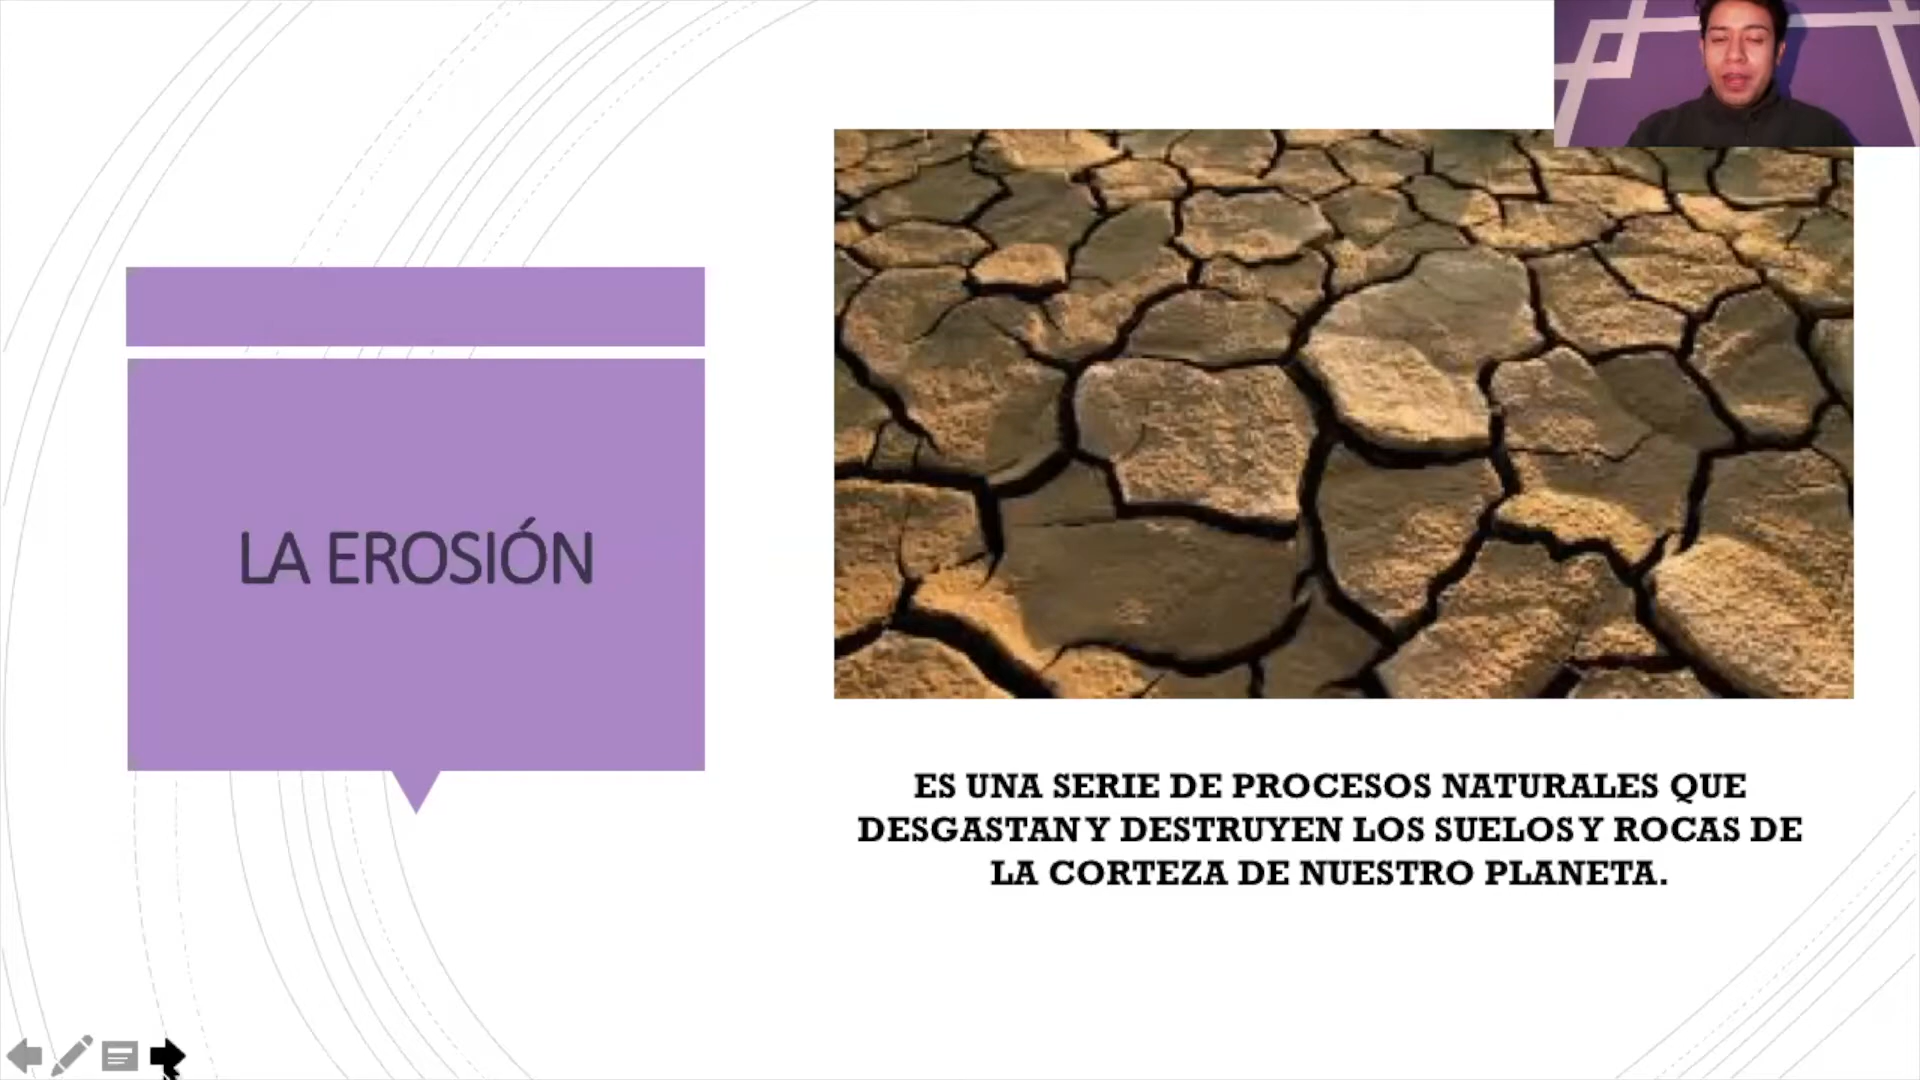 LA EROSIÓN
ES UNA SERIE DE PROCESOS NATURALES QUE
DESGASTAN Y DESTRUYEN LOS SUELOS Y ROCAS DE
LA CORTEZA DE NUESTRO PLANETA.